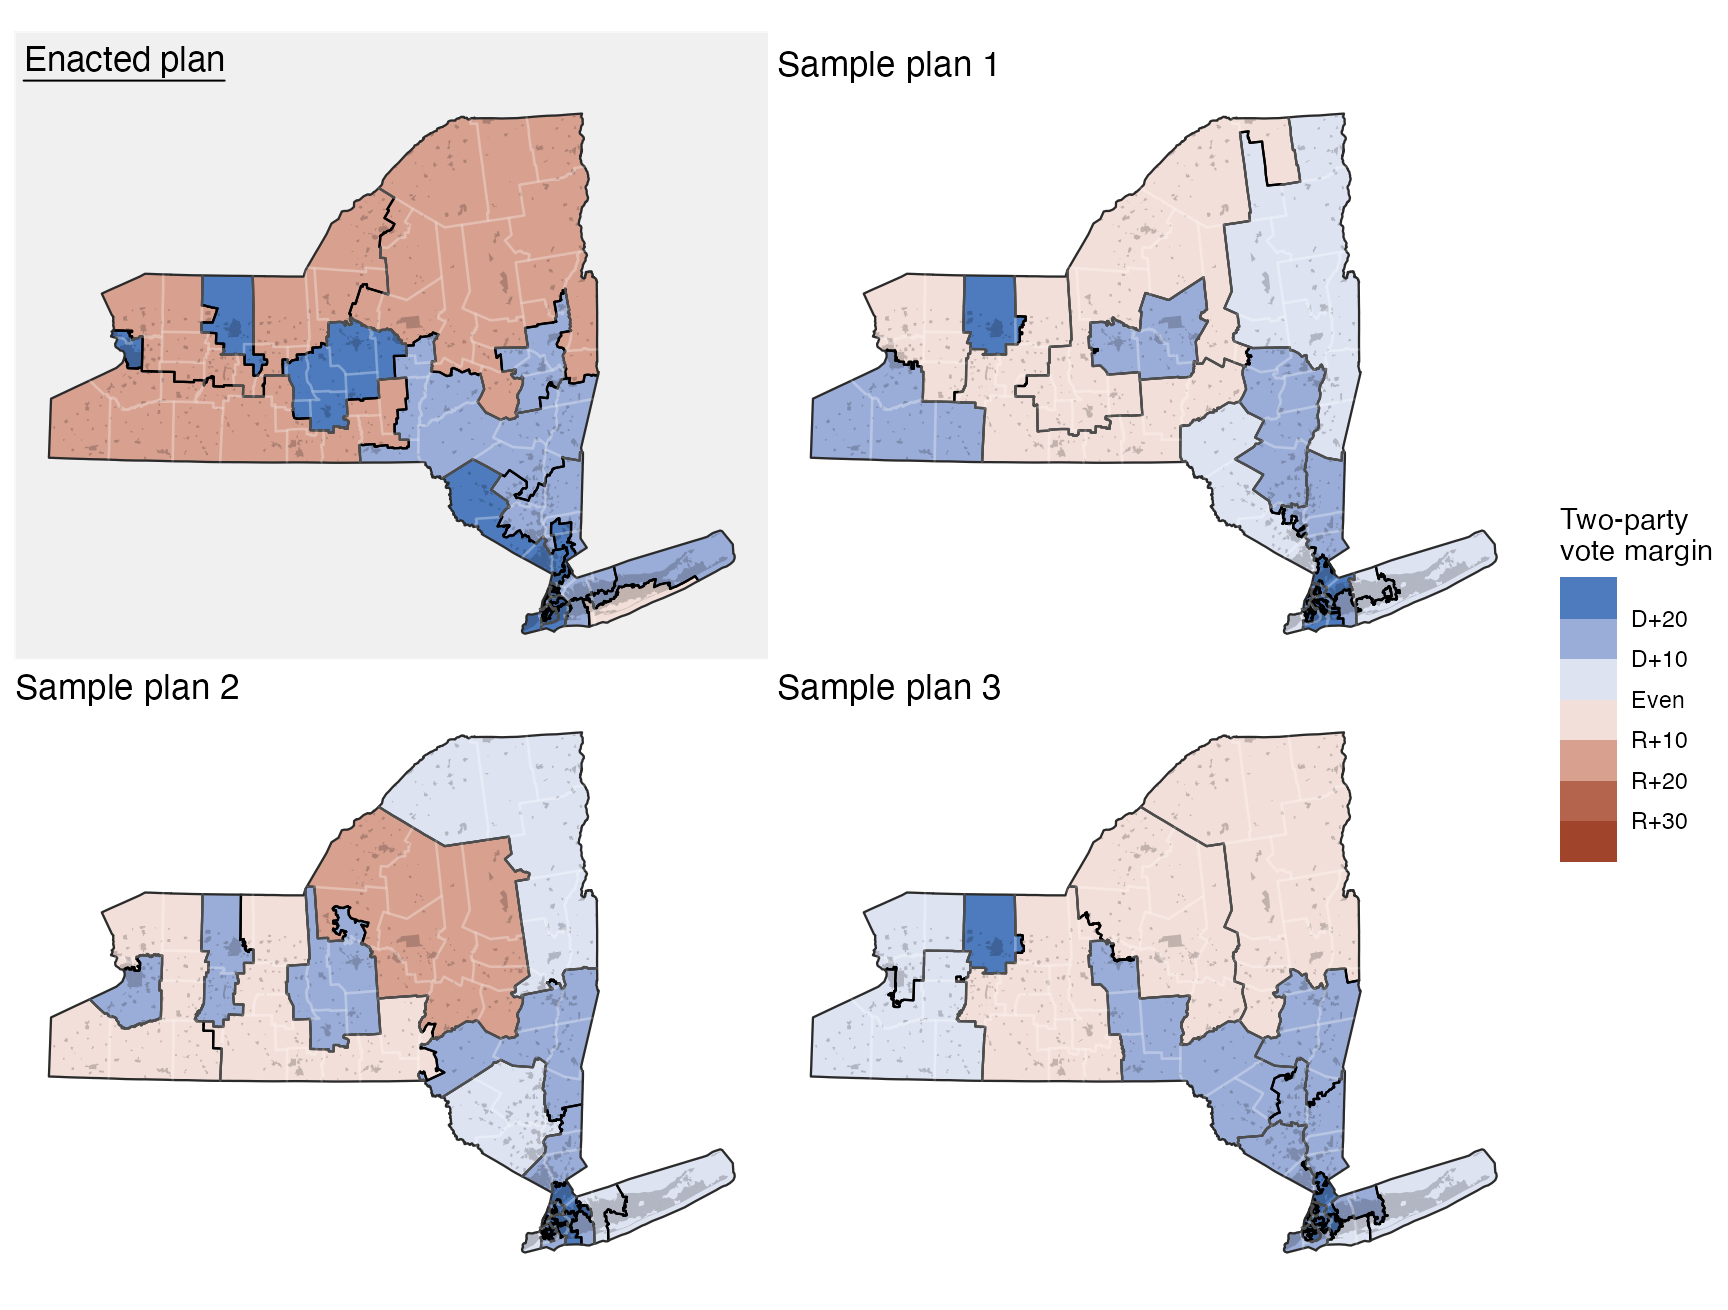 Enacted plan
Sample plan 1
Sample plan 2
Sample plan 3
Two-party
vote margin
D+20
D+10
Even
R+10
R+20
R+30